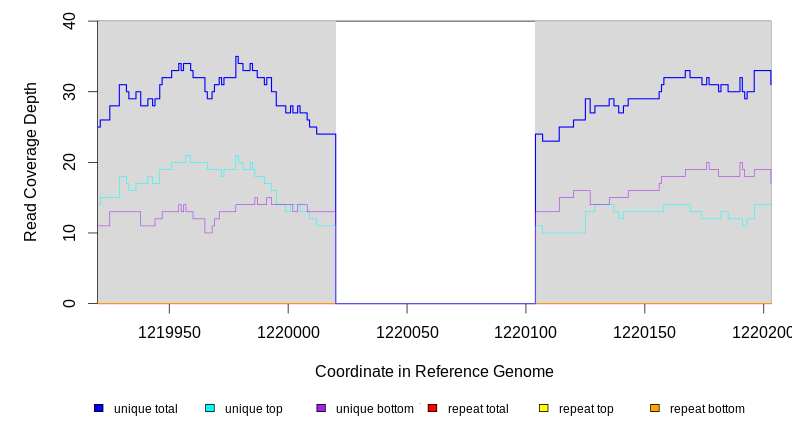 Read Coverage Depth
40
30
20
10
0
1219950 1220000 1220050 1220100 1220150 122020
Coordinate in Reference Genome
unique total unique top unique bottom repeat total repeat top repeat bottom